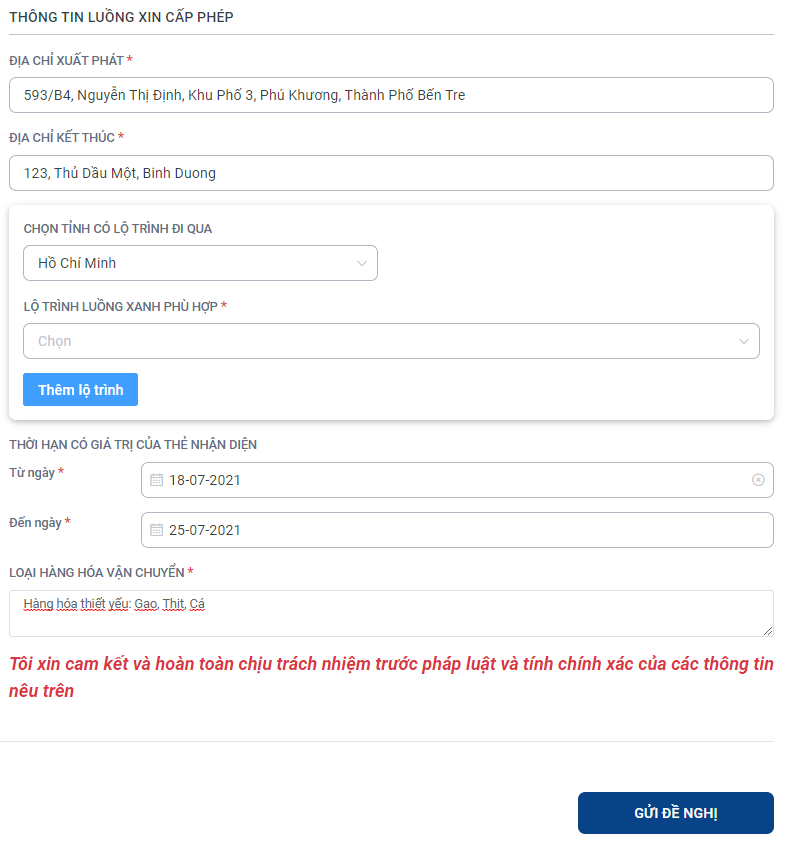 THÔNG TIN LUỒNG XIN CẤP PHÉP
ĐỊA CHỈ XUẤT PHÁT *
593/B4, Nguyễn Thị Định, Khu Phố 3, Phú Khương, Thành Phố Bến Tre
ĐỊA CHỈ KẾT THÚC *
123, Thủ Dầu Một, Binh Duong
CHỌN TỈNH CÓ LỘ TRÌNH ĐI QUA
Hồ Chí Minh
LỘ TRÌNH LUỒNG XANH PHÙ HỢP *
Chọn
Thêm lộ trình
THỜI HẠN CÓ GIÁ TRỊ CỦA THẺ NHẬN DIỆN
Từ ngày *
18-07-2021
Đến ngày *
25-07-2021
LOẠI HÀNG HÓA VẬN CHUYỂN *
Hàng hóa thiết yếu: Gao, Thit, Cá
Tôi xin cam kết và hoàn toàn chịu trách nhiệm trước pháp luật và tính chính xác của các thông tin
nêu trên
GỬI ĐỀ NGHỊ